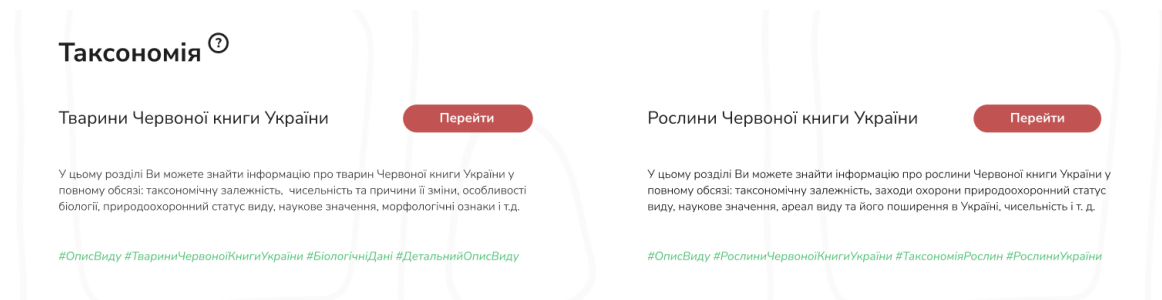 Таксономія ?
Тварини Червоної книги України
Перейти
У цьому розділі Ви можете знайти інформацію про тварин Червоної книги України у
повному обсязі: таксономічну залежність, чисельність та причини її зміни, особливості
біології, природоохоронний статус виду, наукове значення, морфологічні ознаки і т.д.
#ОписВиду #ТвариниЧервоноїКнигиУкраїни #БіологічніДані #ДетальнийОписВиду
Рослини Червоної книги України
Перейти
У цьому розділі Ви можете знайти інформацію про рослини Червоної книги України у
повному обсязі: таксономічну залежність, заходи охорони природоохоронний статус
виду, наукове значення, ареал виду та його поширення в Україні, чисельність і т. д.
#ОписВиду #РослиниЧервоноїКнигиУкраїни #ТаксономіяРослин #РослиниУкраїни